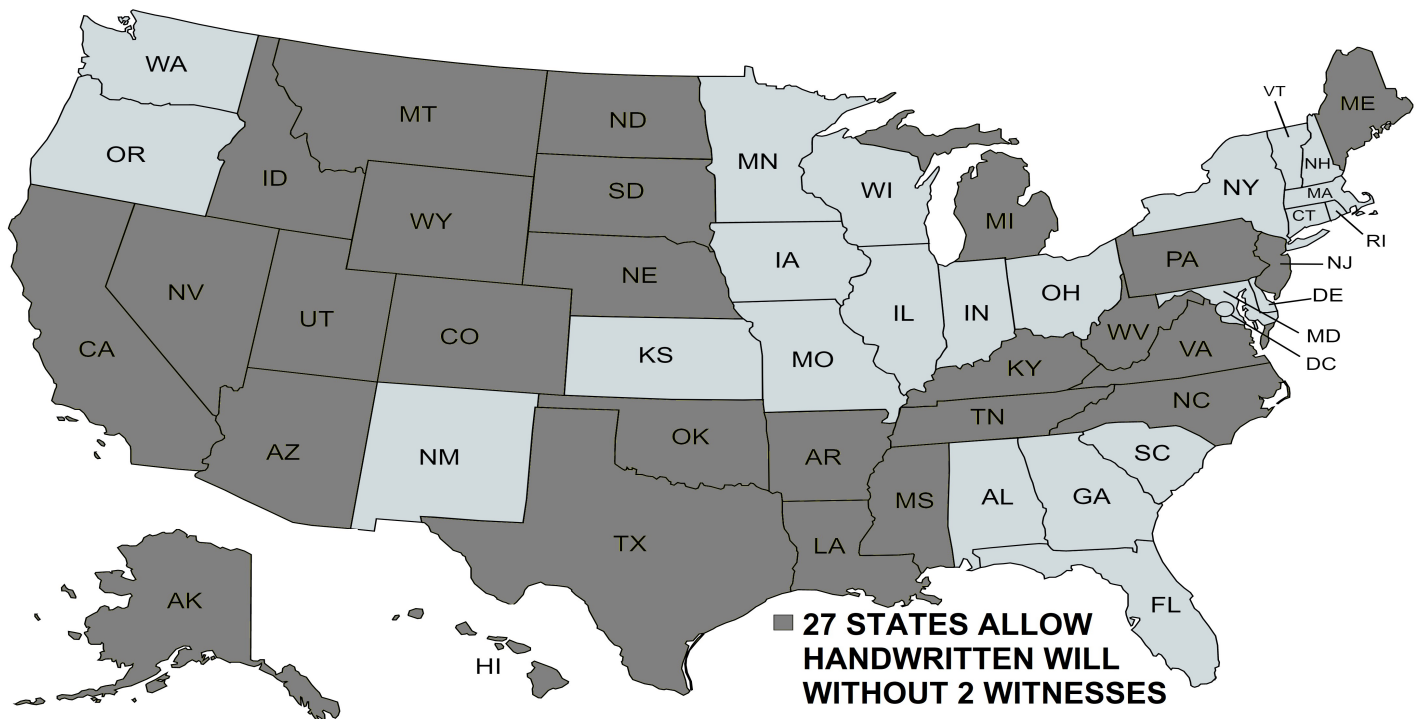 WA
OR
CA
NV
ID
MT
WY
UT
AZ
CO
NM
ND
SD
NE
KS
OK
TX
MN
IA
MO
AR
LA
WI
IL
MS
MI
IN
OH
KY
TN
AL
GA
FL
SC
NC
VA
WV
PA
NY
VT
NH
ME
MA
CT
RI
NJ
DE
MD
DC
AK
HI
27 STATES ALLOW
HANDWRITTEN WILL
WITHOUT 2 WITNESSES